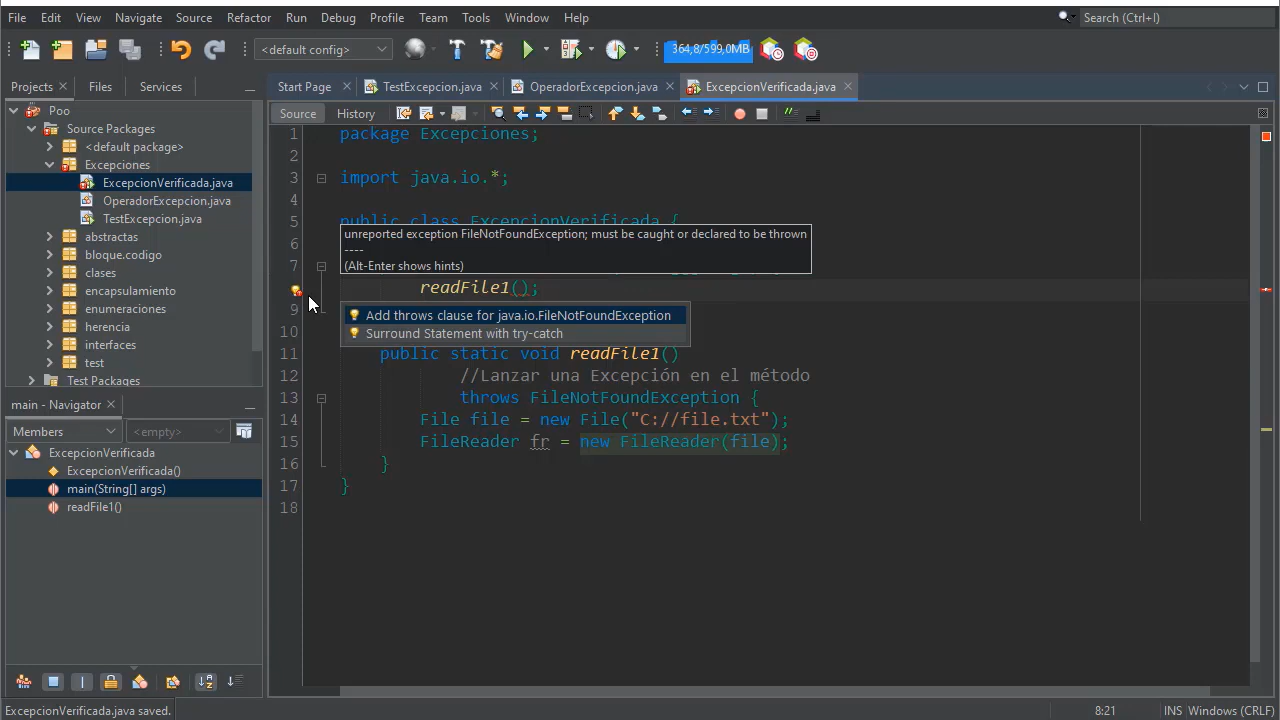 File Edit View Navigate Source Refactor Run Debug Profile Team Tools Window Help Search (Ctrl+I)
<default config> 364,8/599,0MB
Projects Files Services
Start Page TestExcepcion.java OperadorExcepcion.java ExcepcionVerificada.java
Poo
Source Packages
<default package>
Excepciones
ExcepcionVerificada.java
OperadorExcepcion.java
TestExcepcion.java
abstractas
bloque.codigo
clases
encapsulamiento
enumeraciones
herencia
interfaces
test
Test Packages
main - Navigator
Members <empty>
ExcepcionVerificada
ExcepcionVerificada()
main(String[] args)
readFile1()
Source History
1 package Excepciones;
2
3 import java.io.*;
4
5 public class ExcepcionVerificada {
6
unreported exception FileNotFoundException; must be caught or declared to be thrown
----
(Alt-Enter shows hints)
7
readFile1();
9
Add throws clause for java.io.FileNotFoundException
Surround Statement with try-catch
10
11 public static void readFile1()
12 //Lanzar una Excepción en el método
13 throws FileNotFoundException {
14 File file = new File("C://file.txt");
15 FileReader fr = new FileReader(file);
16 }
17 }
18
ExcepcionVerificada.java saved. 8:21 INS Windows (CRLF)